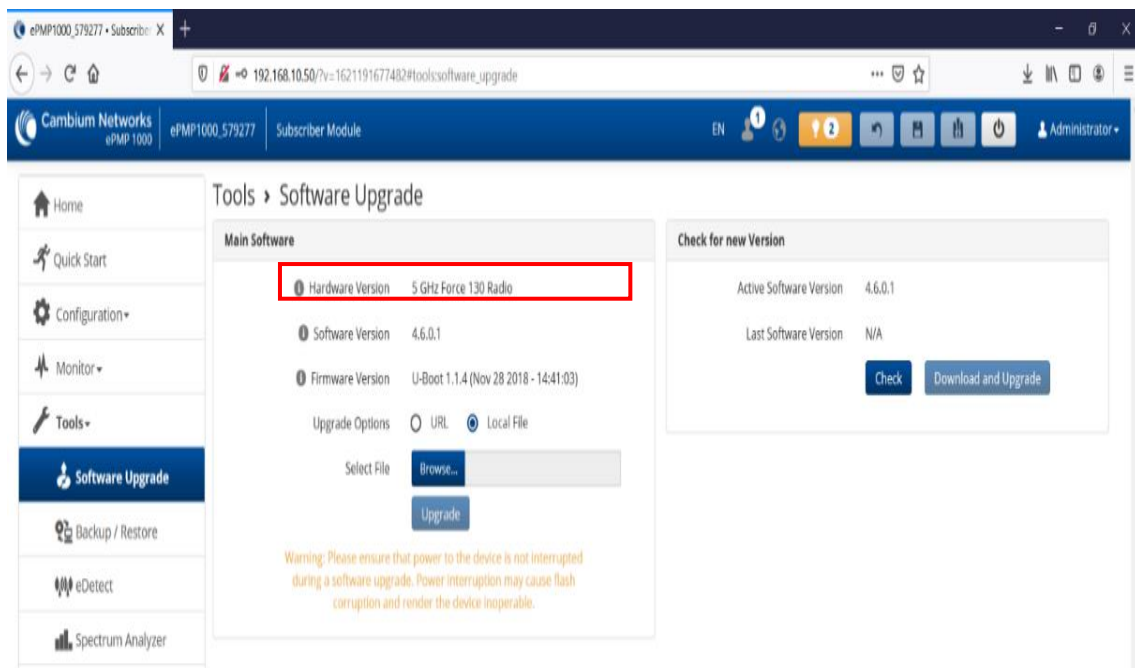 ePMP1000_579277 • Subscriber
192.168.10.50/?v=1621191677482#tools:software_upgrade
Cambium Networks
ePMP 1000
ePMP1000_579277
Subscriber Module
EN
1
2
Administrator
Home
Quick Start
Configuration
Monitor
Tools
Software Upgrade
Backup / Restore
eDetect
Spectrum Analyzer
Tools › Software Upgrade
Main Software
Hardware Version 5 GHz Force 130 Radio
Software Version 4.6.0.1
Firmware Version U-Boot 1.1.4 (Nov 28 2018 - 14:41:03)
Upgrade Options URL Local File
Select File Browse...
Upgrade
Warning: Please ensure that power to the device is not interrupted
during a software upgrade. Power interruption may cause flash
corruption and render the device inoperable.
Check for new Version
Active Software Version 4.6.0.1
Last Software Version N/A
Check Download and Upgrade